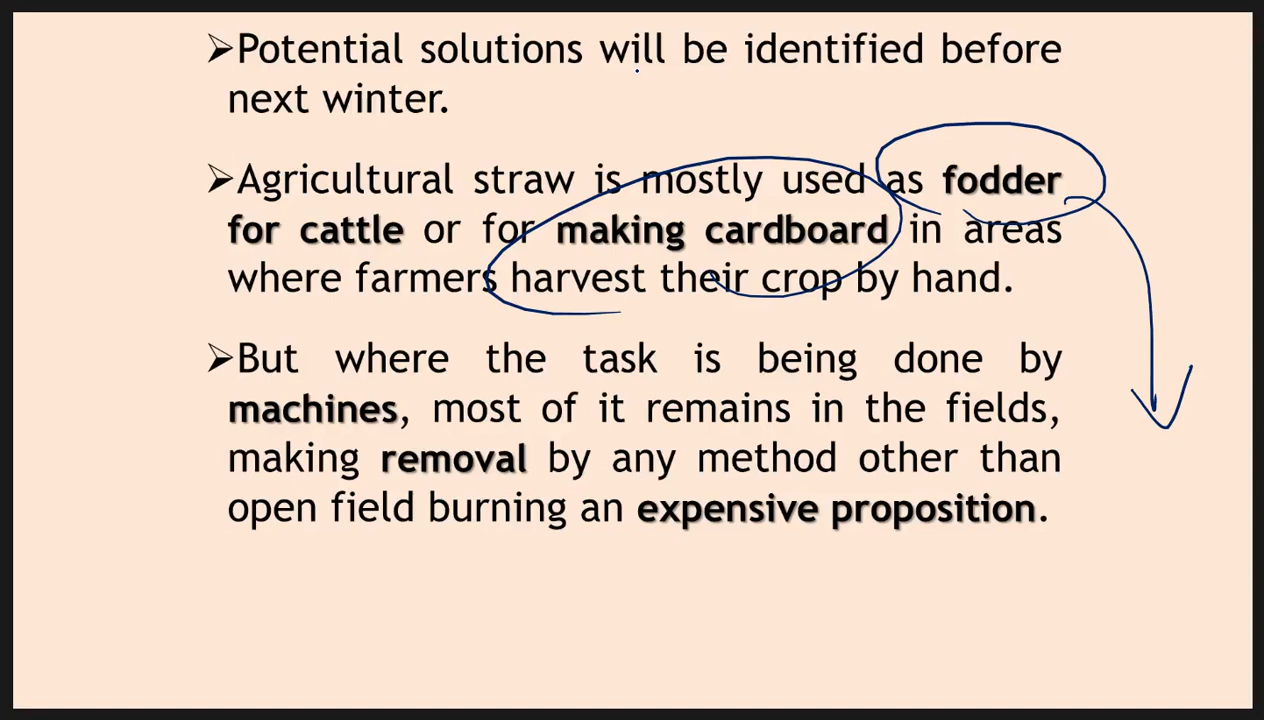 ➢Potential solutions will be identified before
next winter.
➢Agricultural straw is mostly used as fodder
for cattle or for making cardboard in areas
where farmers harvest their crop by hand.
➢But where the task is being done by
machines, most of it remains in the fields,
making removal by any method other than
open field burning an expensive proposition.